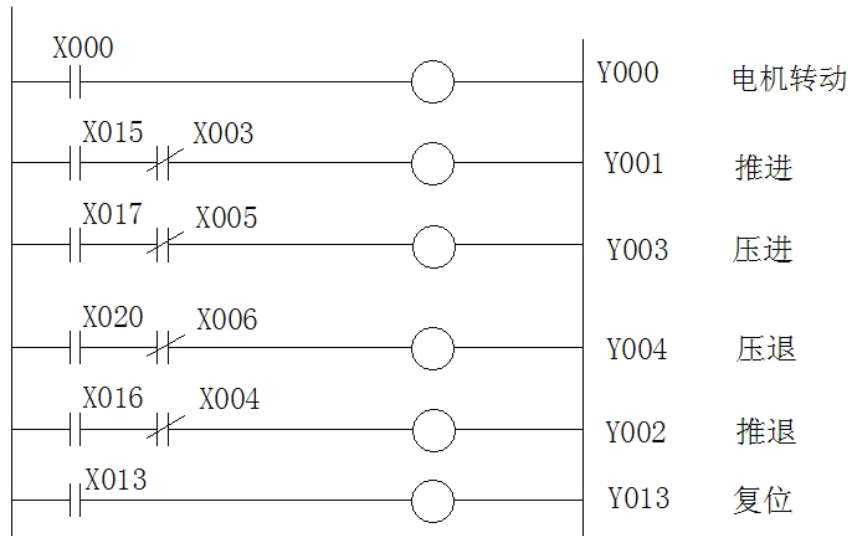 X000 Y000 电机转动
X015 X003 Y001 推进
X017 X005 Y003 压进
X020 X006 Y004 压退
X016 X004 Y002 推退
X013 Y013 复位